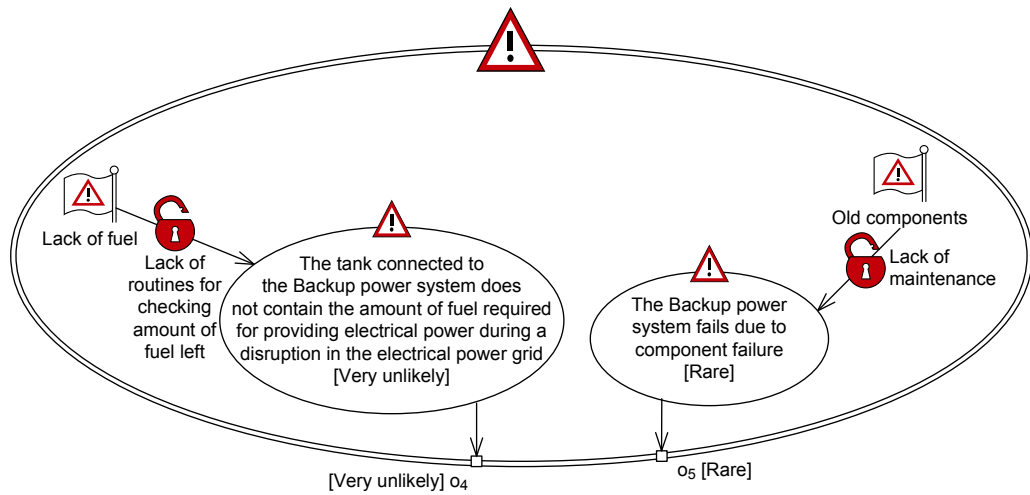 Lack of fuel
Lack of
routines for
checking
amount of
fuel left
The tank connected to
the Backup power system does
not contain the amount of fuel required
for providing electrical power during a
disruption in the electrical power grid
[Very unlikely]
Old components
Lack of
maintenance
The Backup power
system fails due to
component failure
[Rare]
[Very unlikely] o4
o5 [Rare]